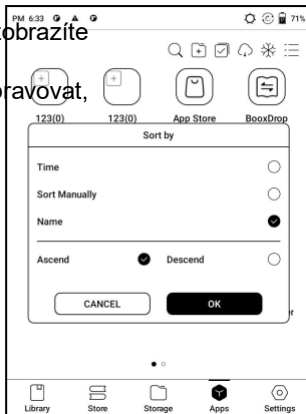 PM 6:33
71%
obrazíte
ravovat,
123(0)
123(0)
App Store
BooxDrop
Sort by
Time
Sort Manually
Name
Ascend
Descend
CANCEL
OK
Library
Store
Storage
Apps
Settings